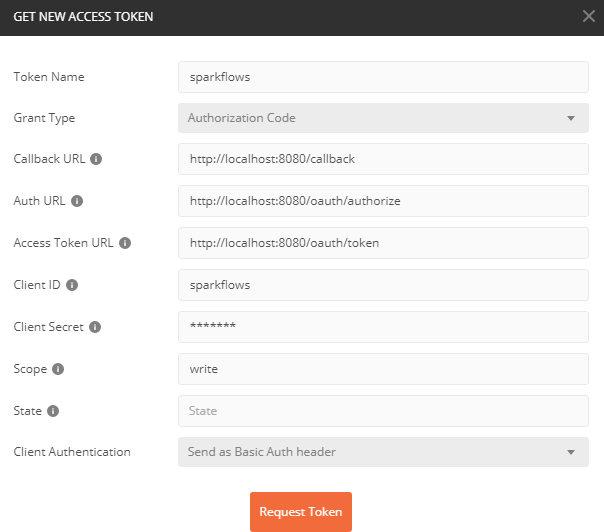 GET NEW ACCESS TOKEN
Token Name sparkflows
Grant Type Authorization Code
Callback URL http://localhost:8080/callback
Auth URL http://localhost:8080/oauth/authorize
Access Token URL http://localhost:8080/oauth/token
Client ID sparkflows
Client Secret *******
Scope write
State State
Client Authentication Send as Basic Auth header
Request Token